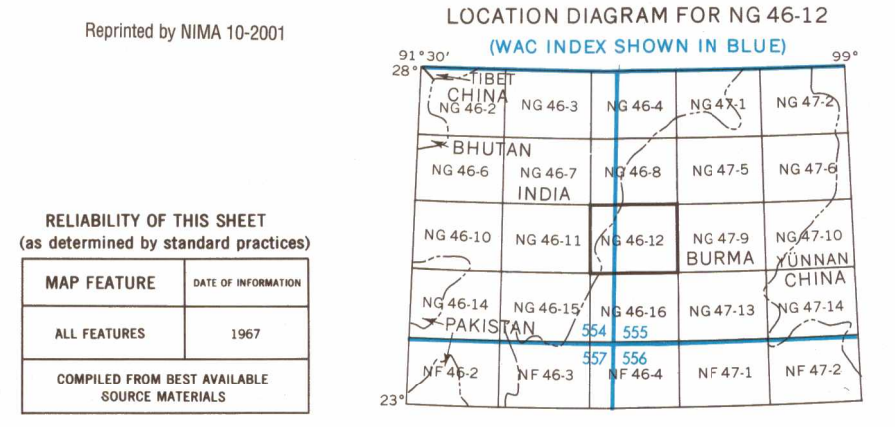 Reprinted by NIMA 10-2001
RELIABILITY OF THIS SHEET
(as determined by standard practices)
MAP FEATURE DATE OF INFORMATION
ALL FEATURES 1967
COMPILED FROM BEST AVAILABLE
SOURCE MATERIALS
LOCATION DIAGRAM FOR NG 46-12
(WAC INDEX SHOWN IN BLUE)
91°30' 99°
28°
TIBET
CHINA
NG 46-2 NG 46-3 NG 46-4 NG 47-1 NG 47-2
BHUTAN
NG 46-6 NG 46-7 NG 46-8 NG 47-5 NG 47-6
INDIA
NG 46-10 NG 46-11 NG 46-12 NG 47-9 NG 47-10
BURMA YÜNNAN
CHINA
NG 46-14 NG 46-15 NG 46-16 NG 47-13 NG 47-14
PAKISTAN 554 555
557 556
NF 46-2 NF 46-3 NF 46-4 NF 47-1 NF 47-2
23°